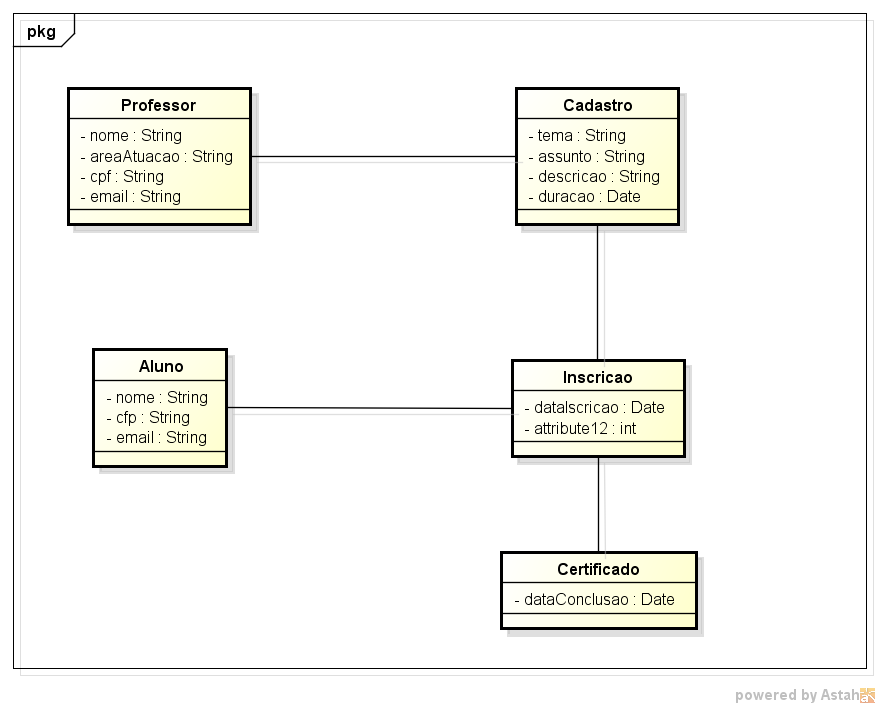 pkg
Professor
- nome : String
- areaAtuacao : String
- cpf : String
- email : String
Cadastro
- tema : String
- assunto : String
- descricao : String
- duracao : Date
Aluno
- nome : String
- cfp : String
- email : String
Inscricao
- dataIscricao : Date
- attribute12 : int
Certificado
- dataConclusao : Date
powered by Astah